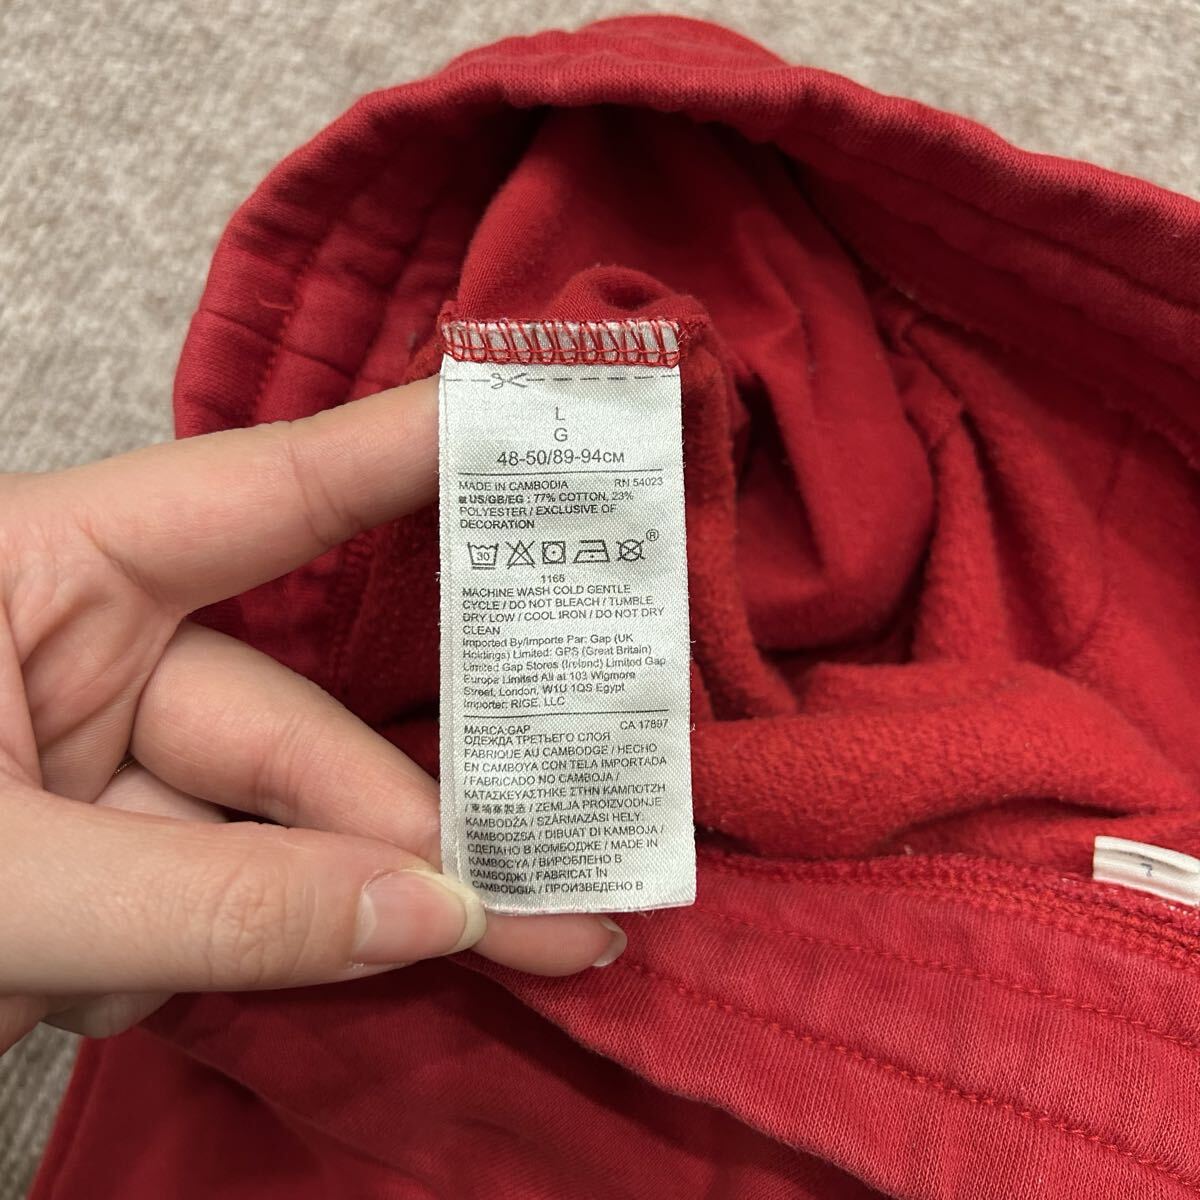 L
G
48-50/89-94CM
MADE IN CAMBODIA RN 54023
US/GB/EG : 77% COTTON, 23%
POLYESTER / EXCLUSIVE OF
DECORATION
30
®
1165
MACHINE WASH COLD GENTLE
CYCLE / DO NOT BLEACH / TUMBLE
DRY LOW / COOL IRON / DO NOT DRY
CLEAN
Imported By/Importe Par: Gap (UK
Holdings) Limited: GPS (Great Britain)
Limited Gap Stores (Ireland) Limited Gap
Europe Limited All at 103 Wigmore
Street, London, W1U 1QS Egypt
Importer: RIGE, LLC
MARCA:GAP CA 17897
ОДЕЖДА ТРЕТЬЕГО СЛОЯ
FABRIQUE AU CAMBODGE / HECHO
EN CAMBOYA CON TELA IMPORTADA
/ FABRICADO NO CAMBOJA /
ΚΑΤΑΣΚΕΥΑΣΤΗΚΕ ΣΤΗΝ ΚΑΜΠΟΤΖΗ
/ 柬埔寨製造 / ZEMLJA PROIZVODNJE
KAMBODŽA / SZÁRMAZÁSI HELY:
KAMBODZSA / DIBUAT DI KAMBOJA /
СДЕЛАНО В КОМБОДЖЕ / MADE IN
KAMBOCYA / ВИРОБЛЕНО В
КАМБОДЖІ / FABRICAT ÎN
CAMBODGIA / ПРОИЗВЕДЕНО В